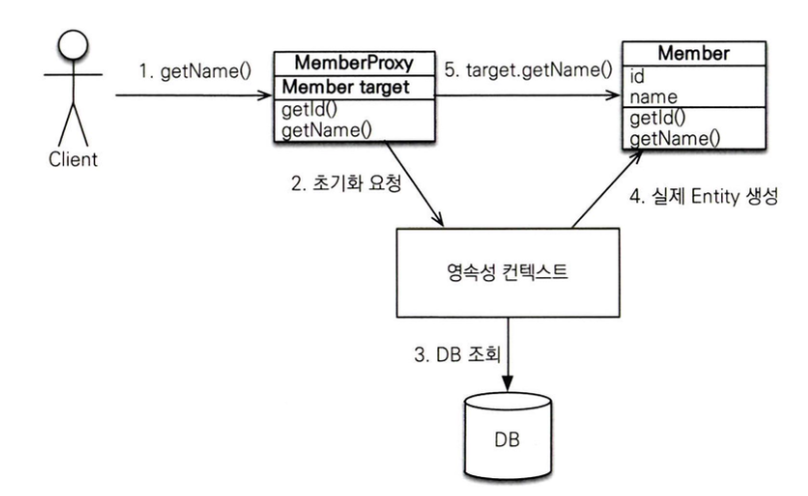 Member
MemberProxy
1. getName()
5. target.getName()
id
Member target
name
getId()
getId()
getName()
getName()
Client
2. 초기화 요청
4. 실제 Entity 생성
영속성 컨텍스트
3. DB 조회
DB